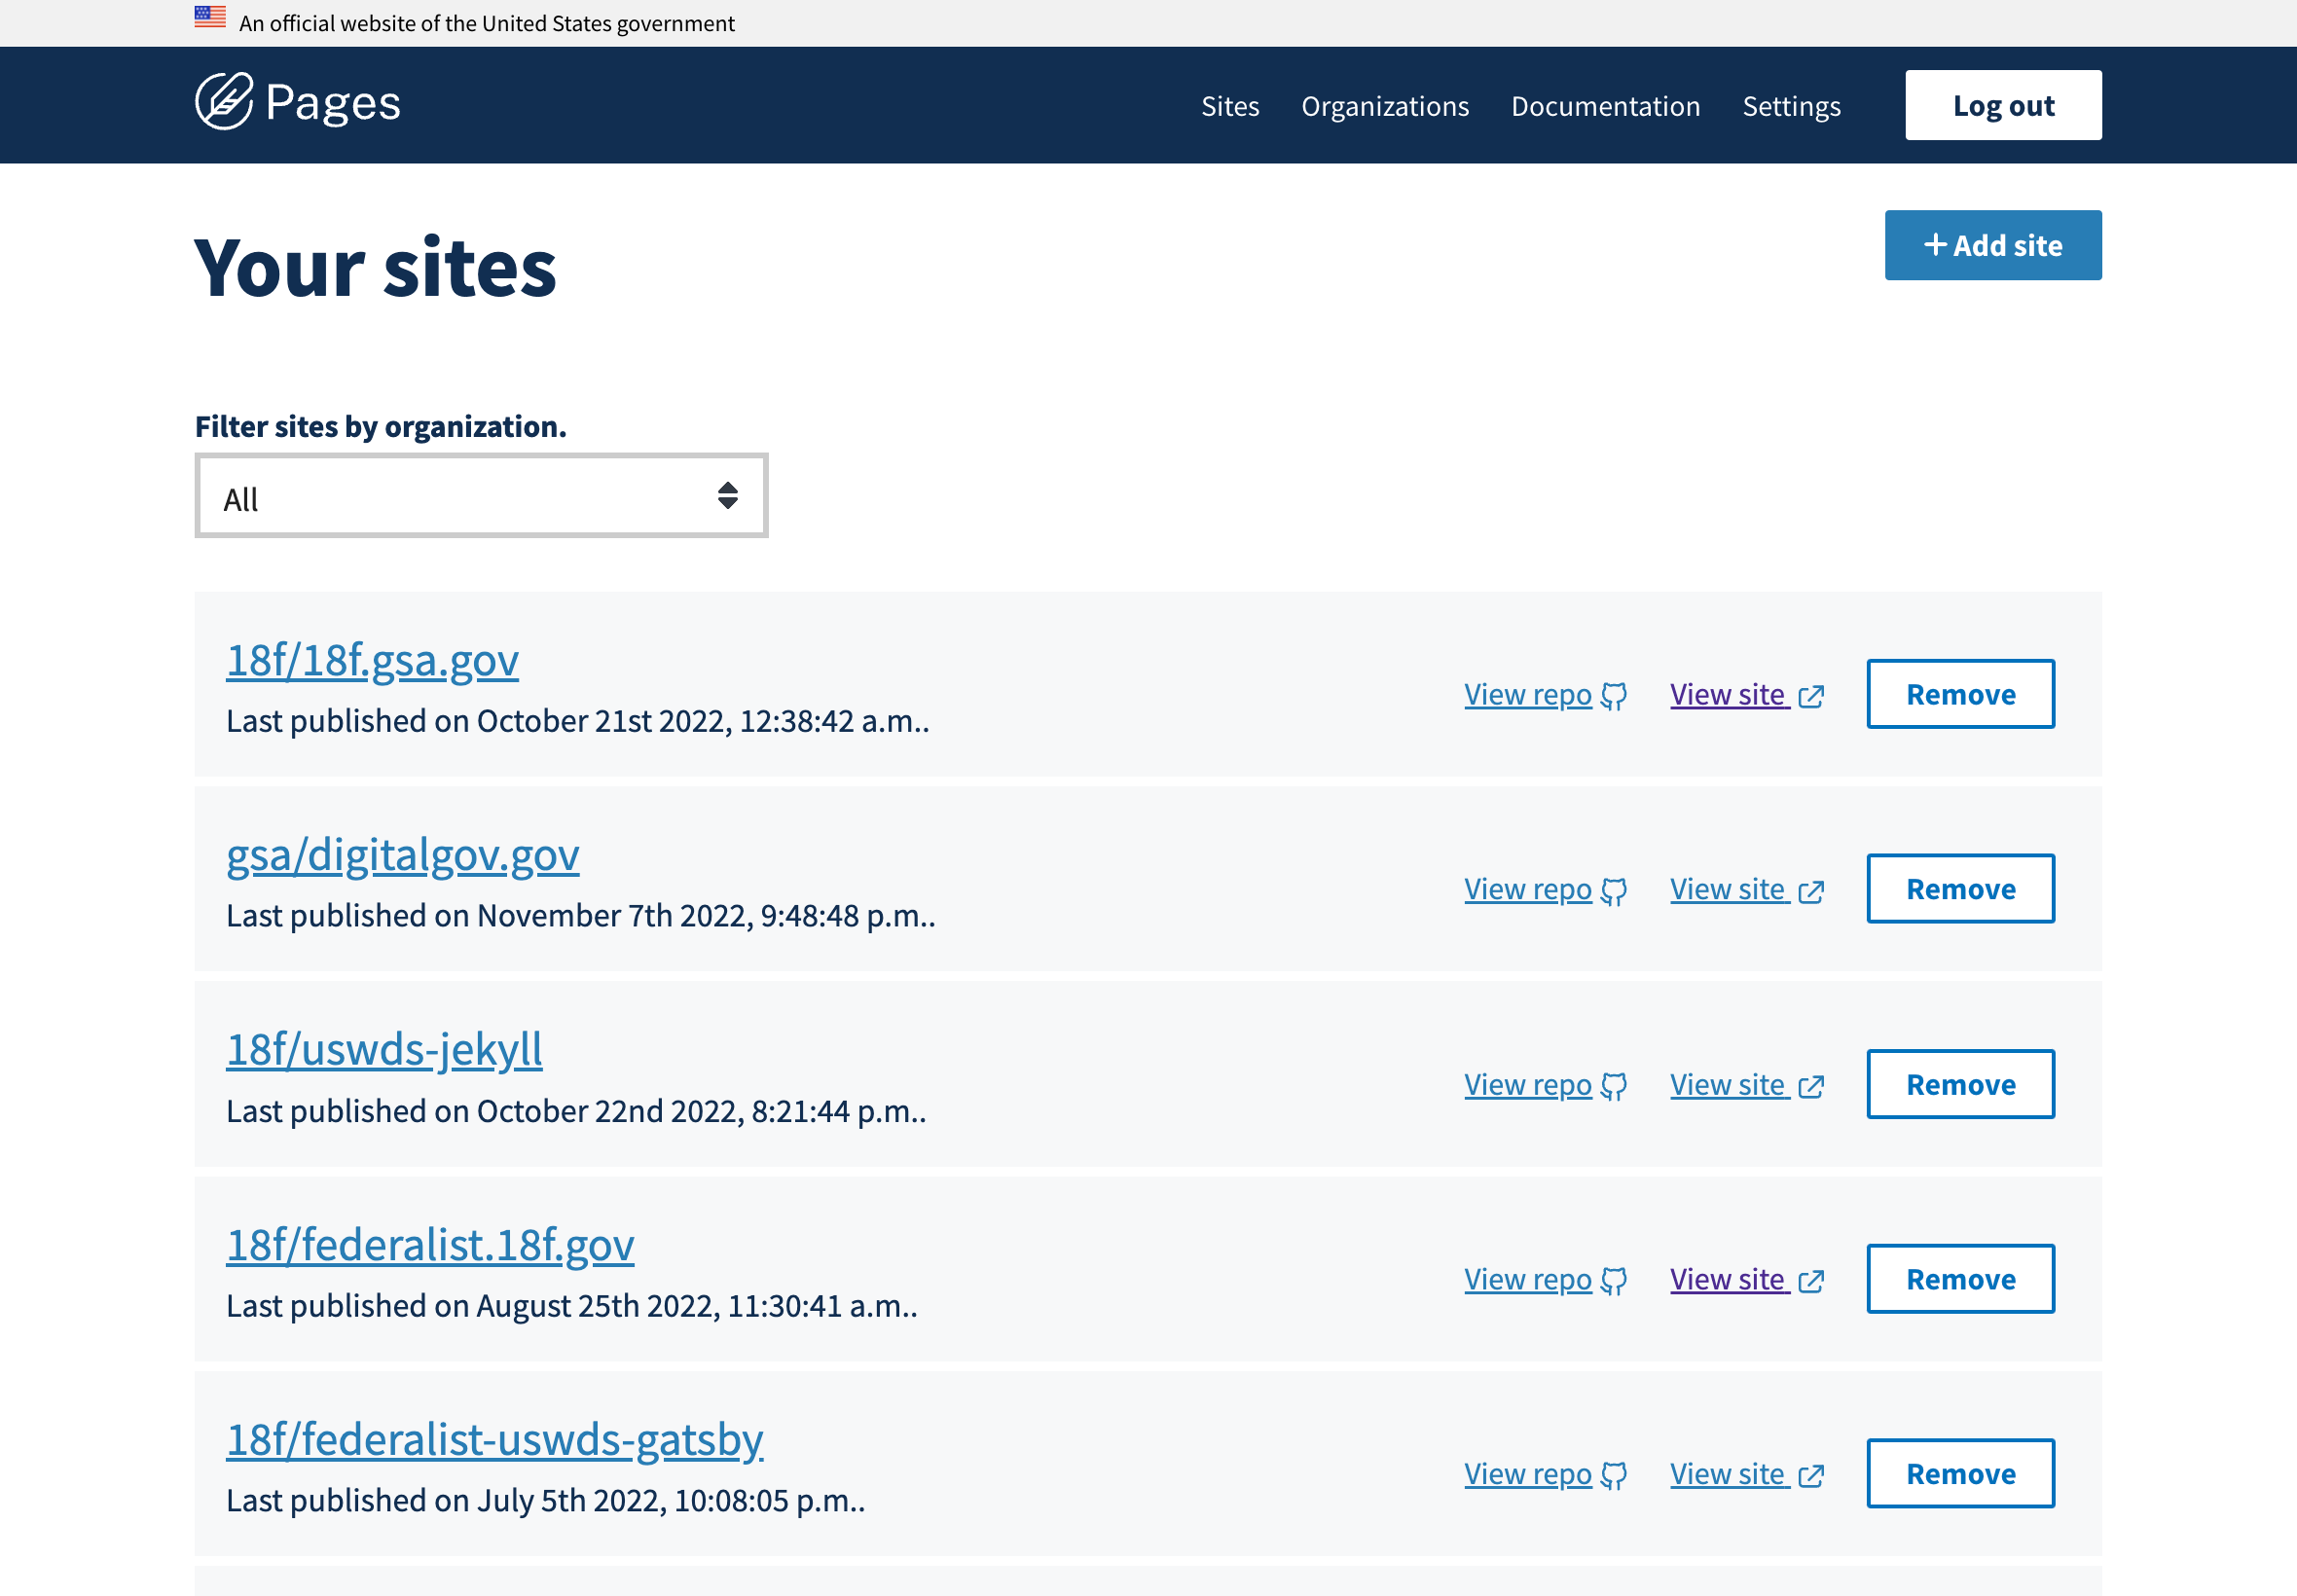 An official website of the United States government
Pages
Sites Organizations Documentation Settings Log out
Your sites
+ Add site
Filter sites by organization.
All
18f/18f.gsa.gov
Last published on October 21st 2022, 12:38:42 a.m..
View repo View site Remove
gsa/digitalgov.gov
Last published on November 7th 2022, 9:48:48 p.m..
View repo View site Remove
18f/uswds-jekyll
Last published on October 22nd 2022, 8:21:44 p.m..
View repo View site Remove
18f/federalist.18f.gov
Last published on August 25th 2022, 11:30:41 a.m..
View repo View site Remove
18f/federalist-uswds-gatsby
Last published on July 5th 2022, 10:08:05 p.m..
View repo View site Remove